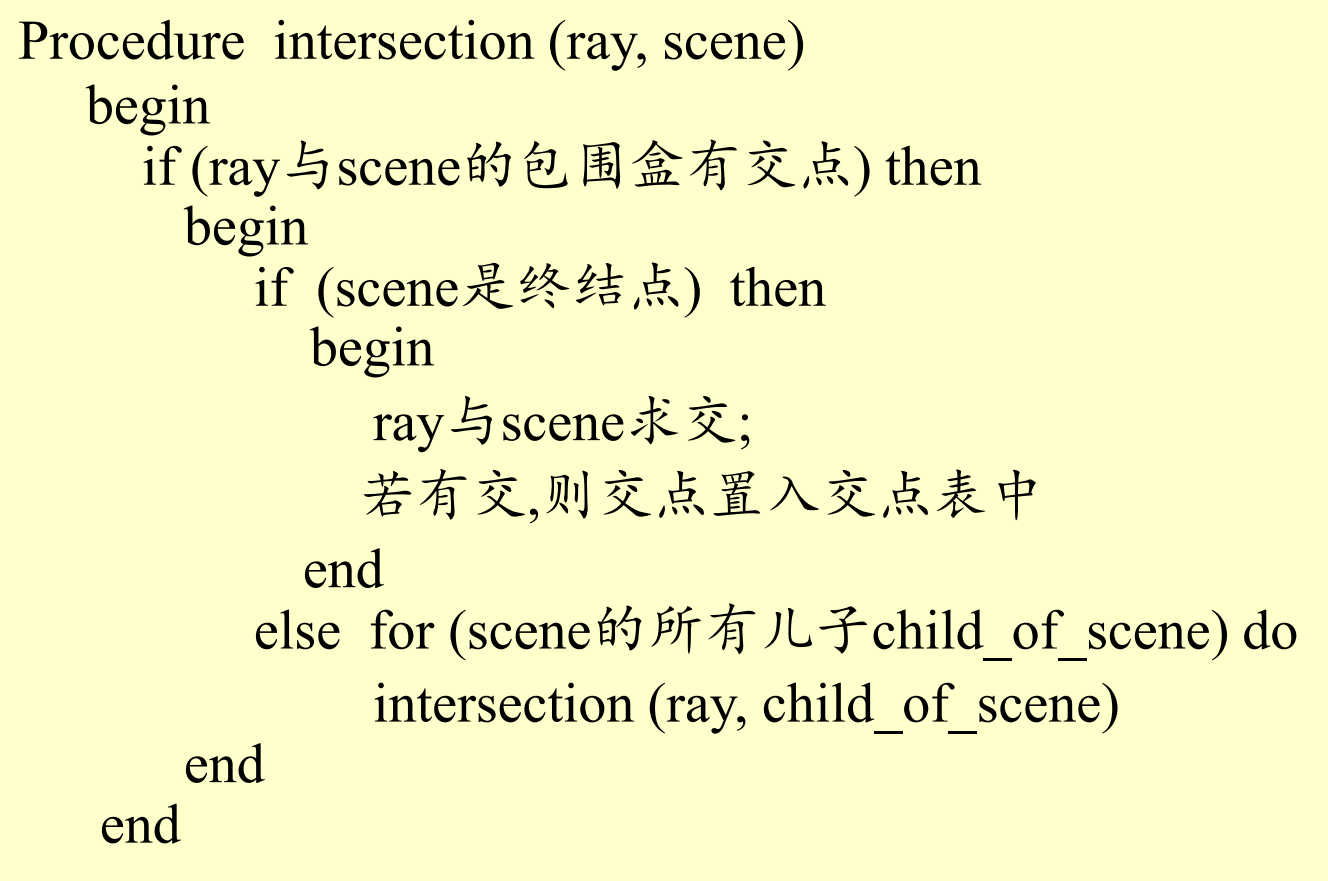 Procedure intersection (ray, scene)
begin
if (ray与scene的包围盒有交点) then
begin
if (scene是终结点) then
begin
ray与scene求交;
若有交,则交点置入交点表中
end
else for (scene的所有儿子child_of_scene) do
intersection (ray, child_of_scene)
end
end